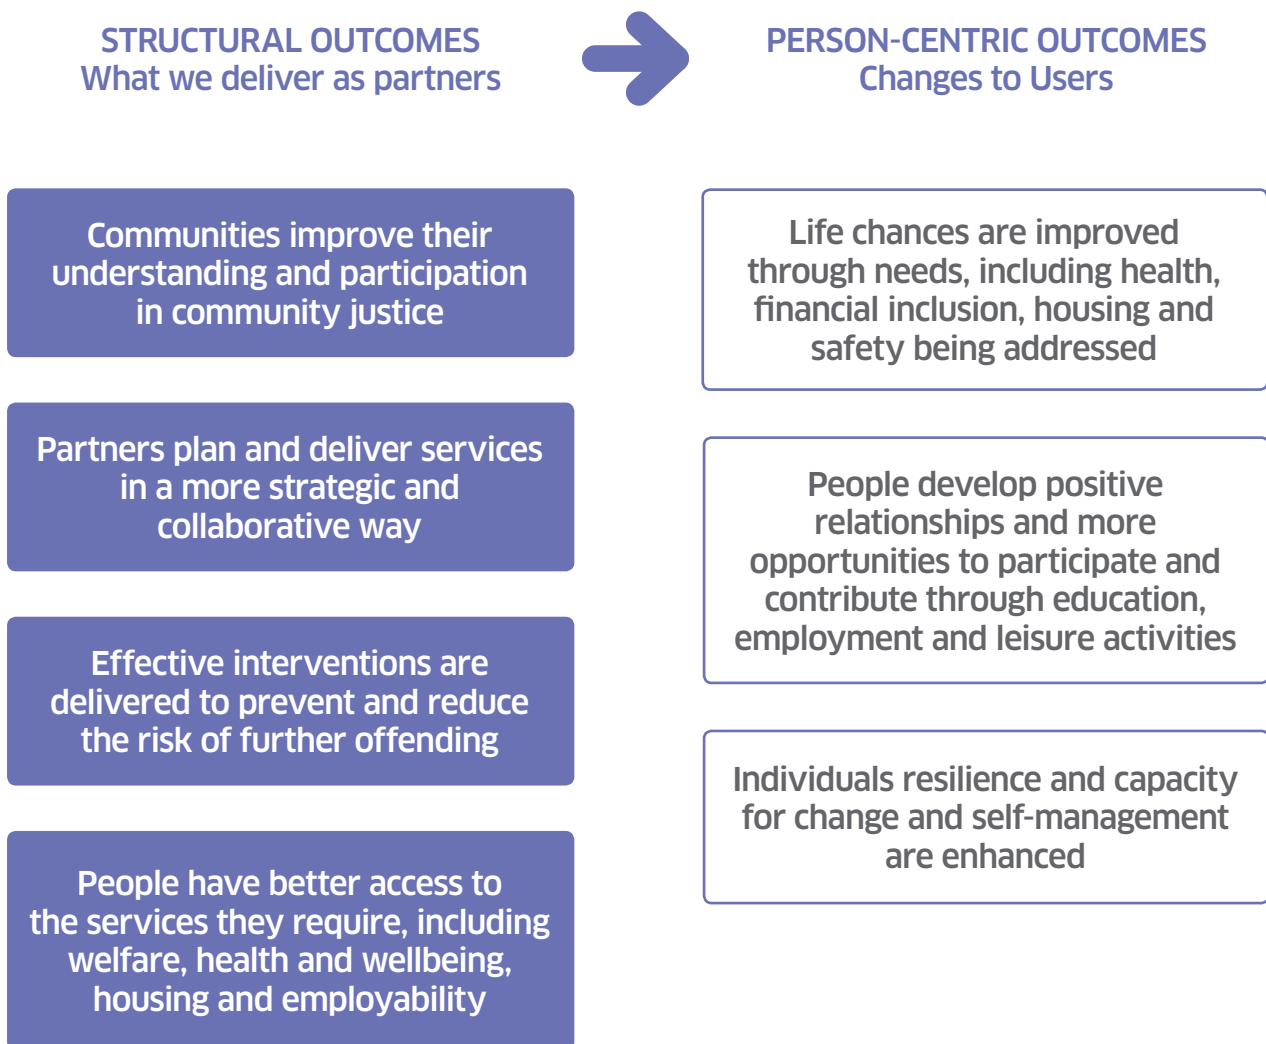 STRUCTURAL OUTCOMES
What we deliver as partners
PERSON-CENTRIC OUTCOMES
Changes to Users
Communities improve their
understanding and participation
in community justice
Partners plan and deliver services
in a more strategic and
collaborative way
Effective interventions are
delivered to prevent and reduce
the risk of further offending
People have better access to
the services they require, including
welfare, health and wellbeing,
housing and employability
Life chances are improved
through needs, including health,
financial inclusion, housing and
safety being addressed
People develop positive
relationships and more
opportunities to participate and
contribute through education,
employment and leisure activities
Individuals resilience and capacity
for change and self-management
are enhanced